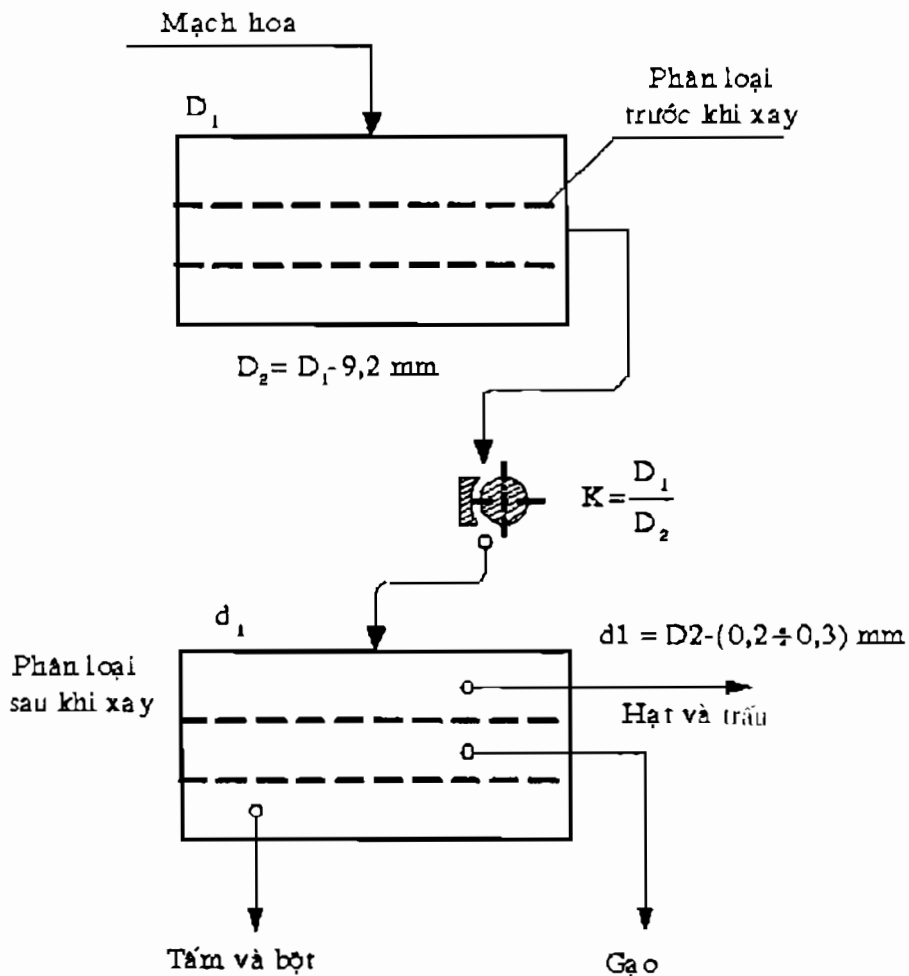 Mạch hoa
Phân loại
trước khi xay
D₁
D₂= D₁-9,2 mm
K= D₁/D₂
d₁
d1 = D2-(0,2÷0,3) mm
Phân loại
sau khi xay
Hạt và trấu
Tấm và bột
Gạo